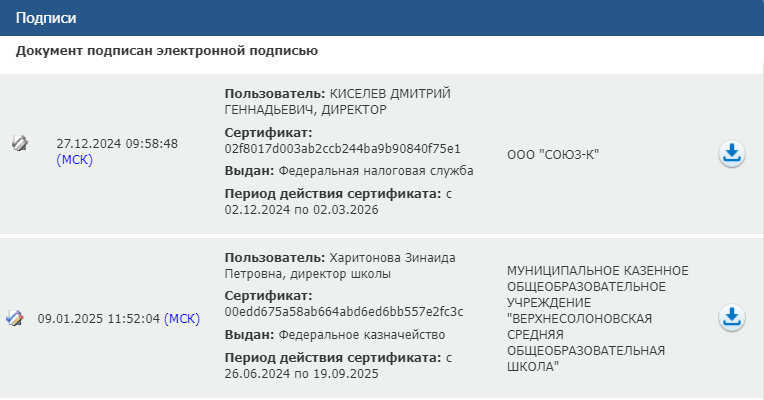 Подписи
Документ подписан электронной подписью
27.12.2024 09:58:48
(МСК)
Пользователь: КИСЕЛЕВ ДМИТРИЙ
ГЕННАДЬЕВИЧ, ДИРЕКТОР
Сертификат:
02f8017d003ab2ccb244ba9b90840f75e1
Выдан: Федеральная налоговая служба
Период действия сертификата: с
02.12.2024 по 02.03.2026
ООО "СОЮЗ-К"
09.01.2025 11:52:04 (МСК)
Пользователь: Харитонова Зинаида
Петровна, директор школы
Сертификат:
00edd675a58ab664abd6ed6bb557e2fc3c
Выдан: Федеральное казначейство
Период действия сертификата: с
26.06.2024 по 19.09.2025
МУНИЦИПАЛЬНОЕ КАЗЕННОЕ
ОБЩЕОБРАЗОВАТЕЛЬНОЕ
УЧРЕЖДЕНИЕ
"ВЕРХНЕСОЛОНОВСКАЯ
СРЕДНЯЯ
ОБЩЕОБРАЗОВАТЕЛЬНАЯ
ШКОЛА"